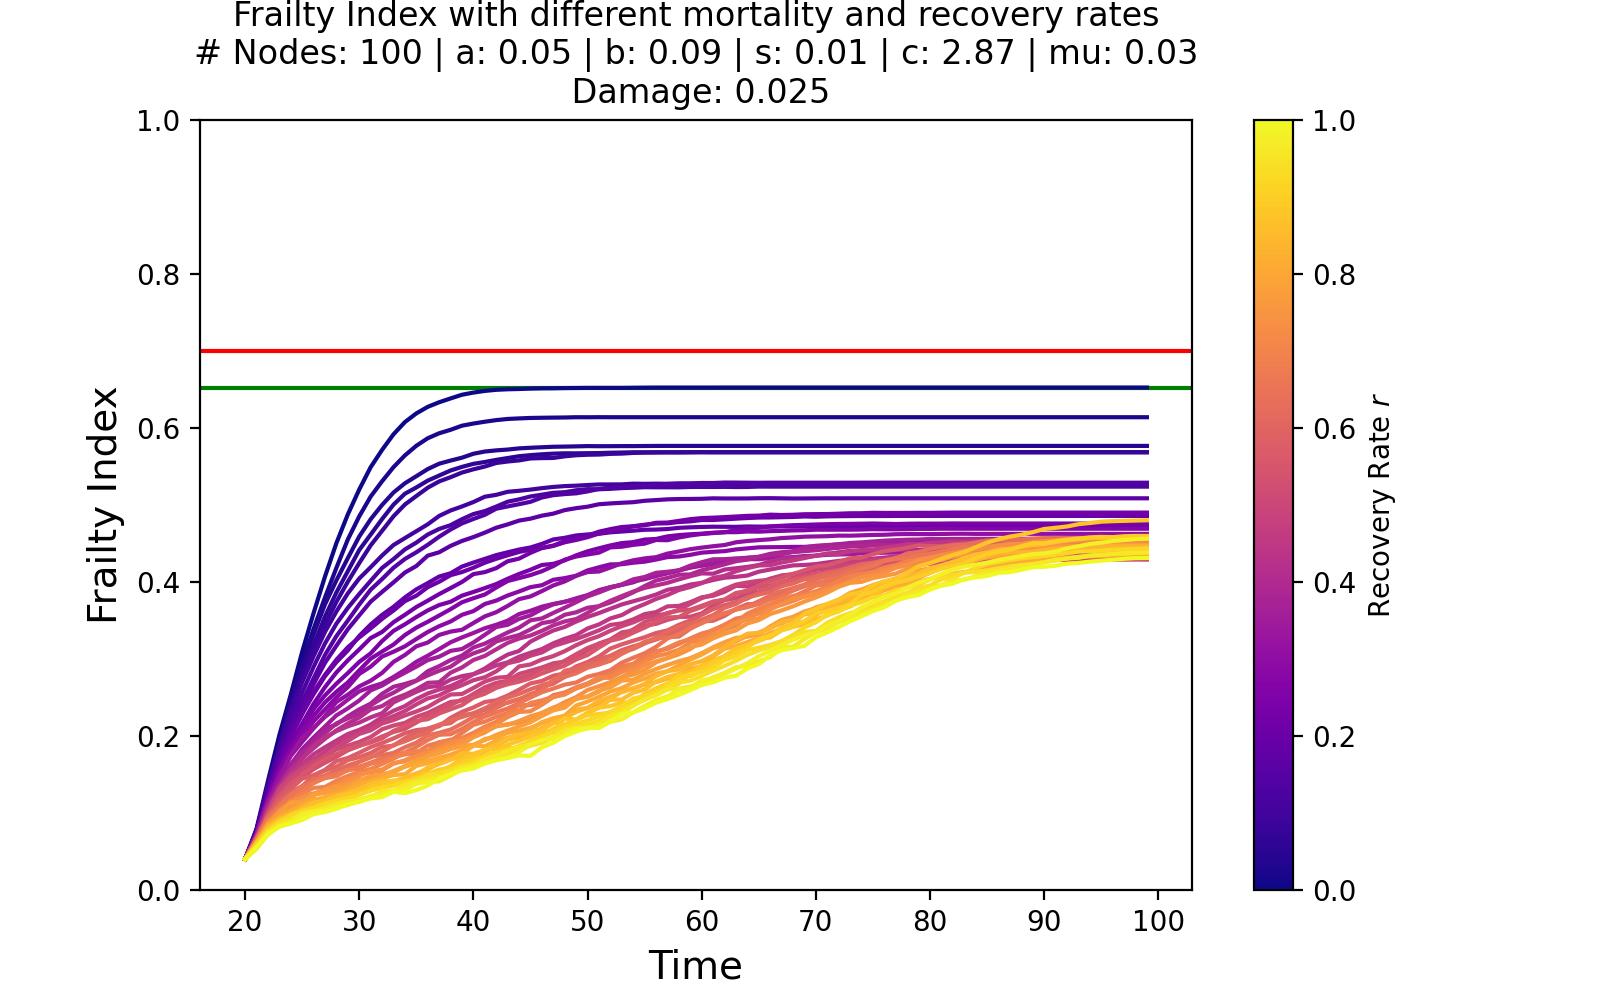 Frailty Index with different mortality and recovery rates
# Nodes: 100 | a: 0.05 | b: 0.09 | s: 0.01 | c: 2.87 | mu: 0.03
Damage: 0.025
1.0
0.8
0.6
0.4
0.2
0.0
Frailty Index
20 30 40 50 60 70 80 90 100
Time
1.0
0.8
0.6
0.4
0.2
0.0
Recovery Rate r